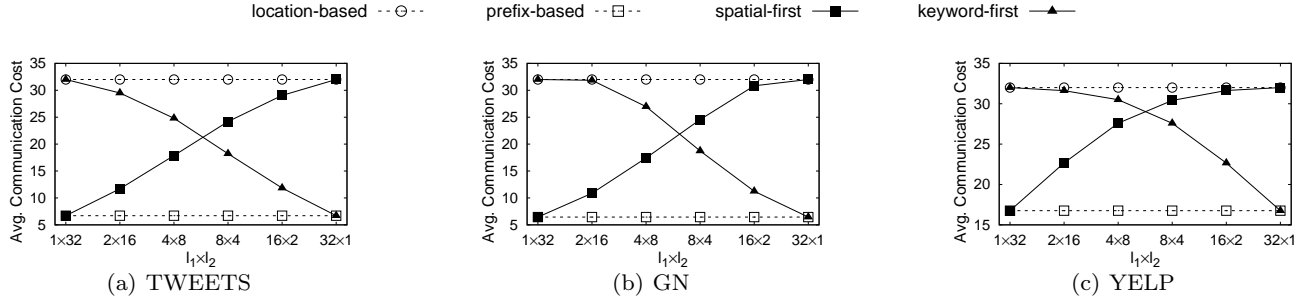 location-based prefix-based spatial-first keyword-first
Avg. Communication Cost
35
30
25
20
15
10
5
1×32 2×16 4×8 8×4 16×2 32×1
l₁×l₂
(a) TWEETS
Avg. Communication Cost
35
30
25
20
15
10
5
1×32 2×16 4×8 8×4 16×2 32×1
l₁×l₂
(b) GN
Avg. Communication Cost
35
30
25
20
15
1×32 2×16 4×8 8×4 16×2 32×1
l₁×l₂
(c) YELP